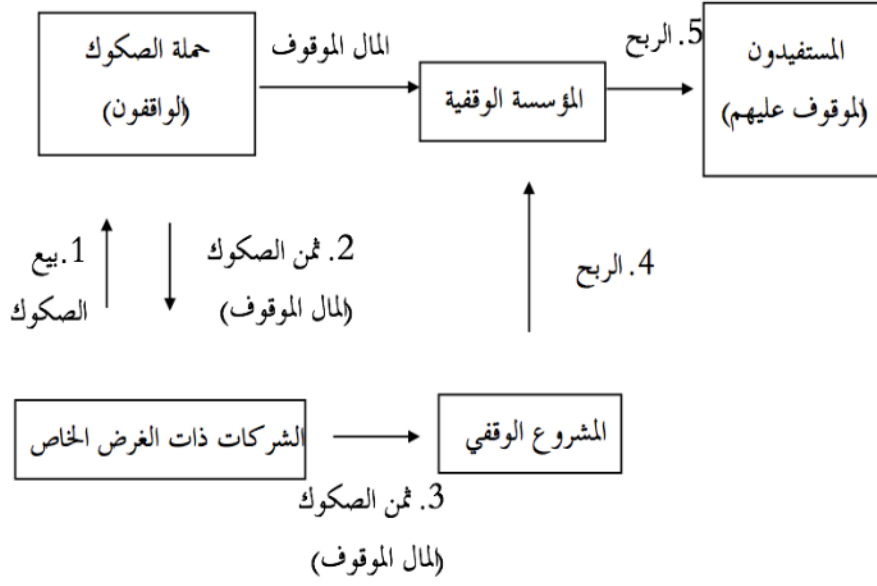 حملة الصكوك
(الواقفون)
المال الموقوف
المؤسسة الوقفية
5. الربح
المستفيدون
(الموقوف عليهم)
1. بيع
الصكوك
2. ثمن الصكوك
(المال الموقوف)
4. الربح
الشركات ذات الغرض الخاص
المشروع الوقفي
3. ثمن الصكوك
(المال الموقوف)